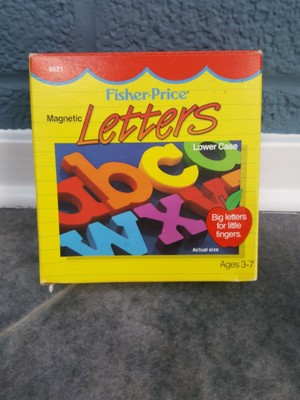 6621
Fisher-Price
Magnetic
Letters
Lower Case
a b c c
w x y
Big letters
for little
fingers.
Actual size
Ages 3-7